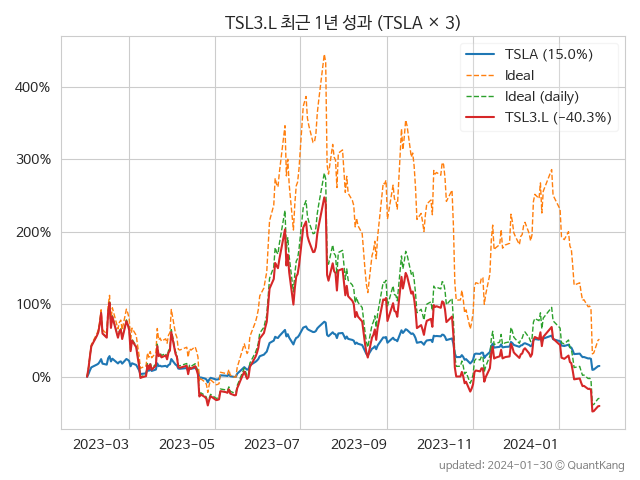 TSL3.L 최근 1년 성과 (TSLA × 3)
TSLA (15.0%)
Ideal
Ideal (daily)
TSL3.L (−40.3%)
400%
300%
200%
100%
0%
2023-03
2023-05
2023-07
2023-09
2023-11
2024-01
updated: 2024-01-30 ⓒ QuantKang